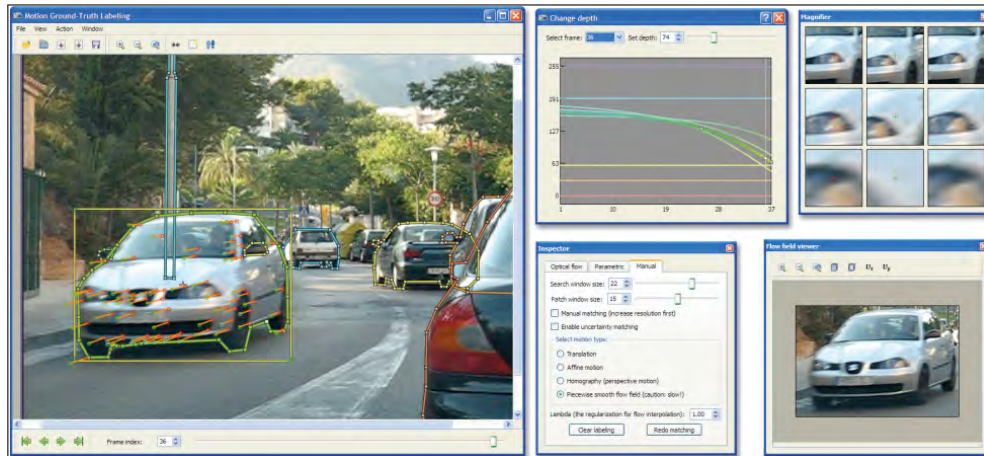 Motion Ground-Truth Labeling
File View Action Window
Frame index: 36
Change depth
Select frame: 36 Set depth: 74
255
191
127
63
0
1 10 19 28 37
Magnifier
Inspector
Optical flow Parametric Manual
Search window size: 22
Patch window size: 15
Manual matching (increase resolution first)
Enable uncertainty matching
Select motion type:
Translation
Affine motion
Homography (perspective motion)
Piecewise smooth flow field (caution: slow!)
Lambda (the regularization for flow interpolation): 1.00
Clear labeling Redo matching
Flow field viewer